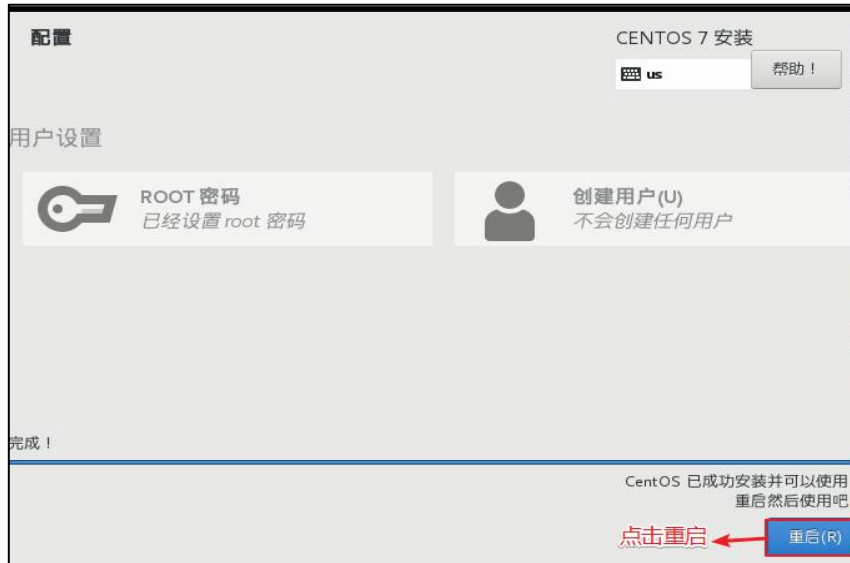 配置
CENTOS 7 安装
us
帮助！
用户设置
ROOT 密码
已经设置 root 密码
创建用户(U)
不会创建任何用户
完成！
CentOS 已成功安装并可以使用
重启然后使用吧
点击重启
重启(R)